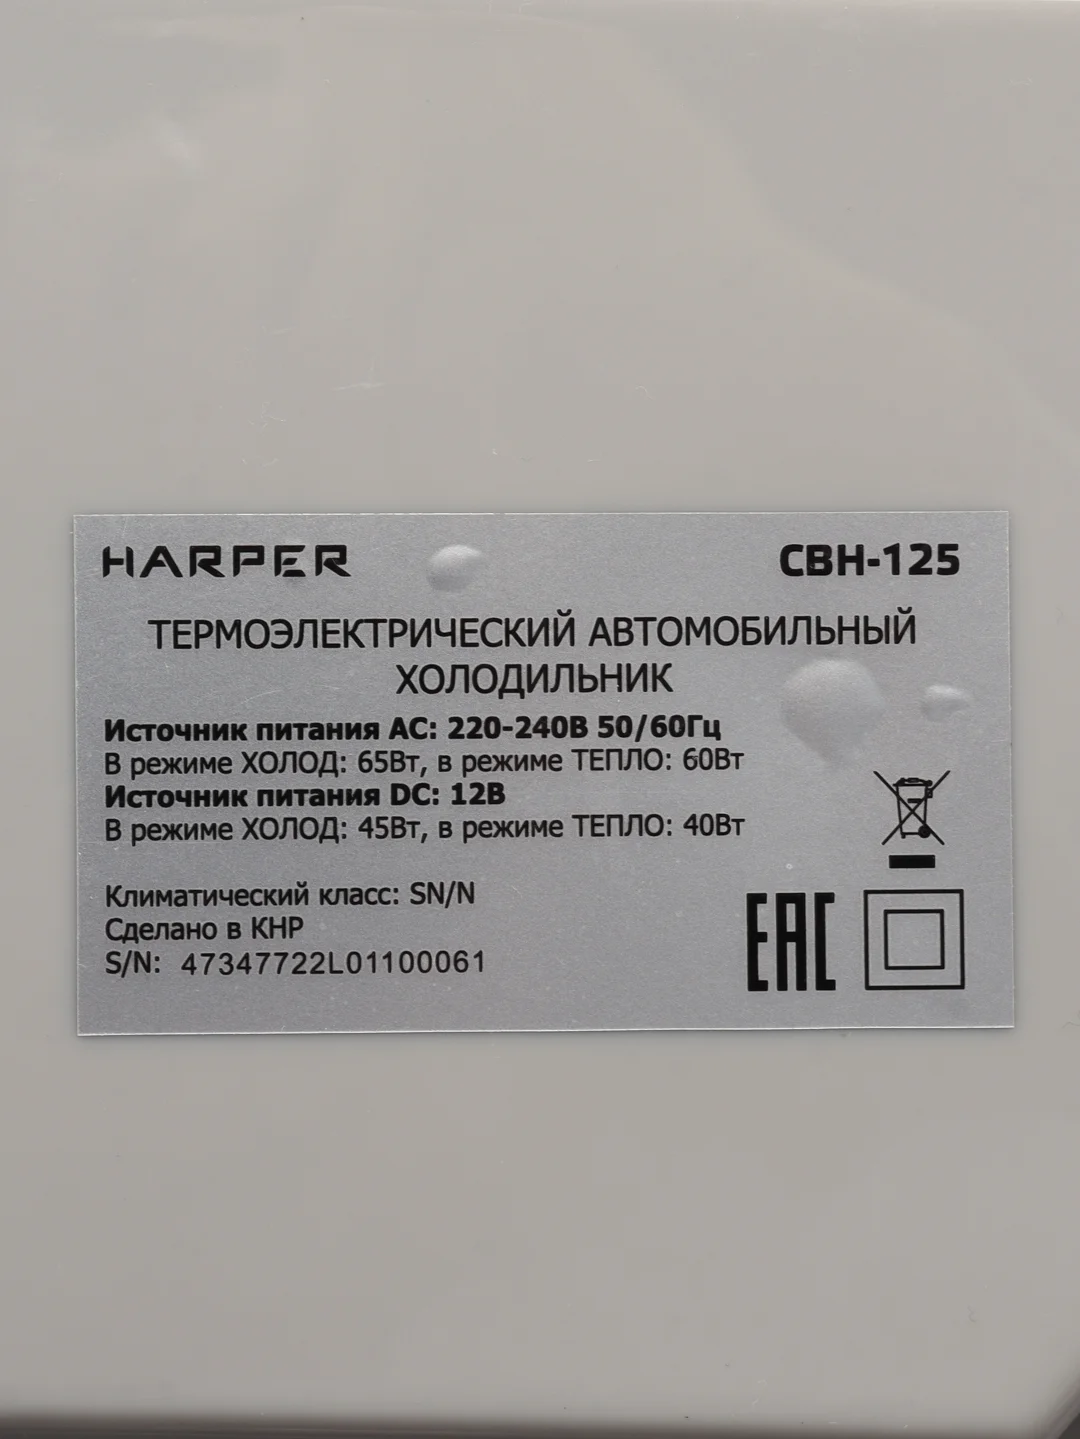 HARPER
CBH-125
ТЕРМОЭЛЕКТРИЧЕСКИЙ АВТОМОБИЛЬНЫЙ
ХОЛОДИЛЬНИК
Источник питания AC: 220-240В 50/60Гц
В режиме ХОЛОД: 65Вт, в режиме ТЕПЛО: 60Вт
Источник питания DC: 12В
В режиме ХОЛОД: 45Вт, в режиме ТЕПЛО: 40Вт
Климатический класс: SN/N
Сделано в КНР
S/N: 47347722L01100061
EAC